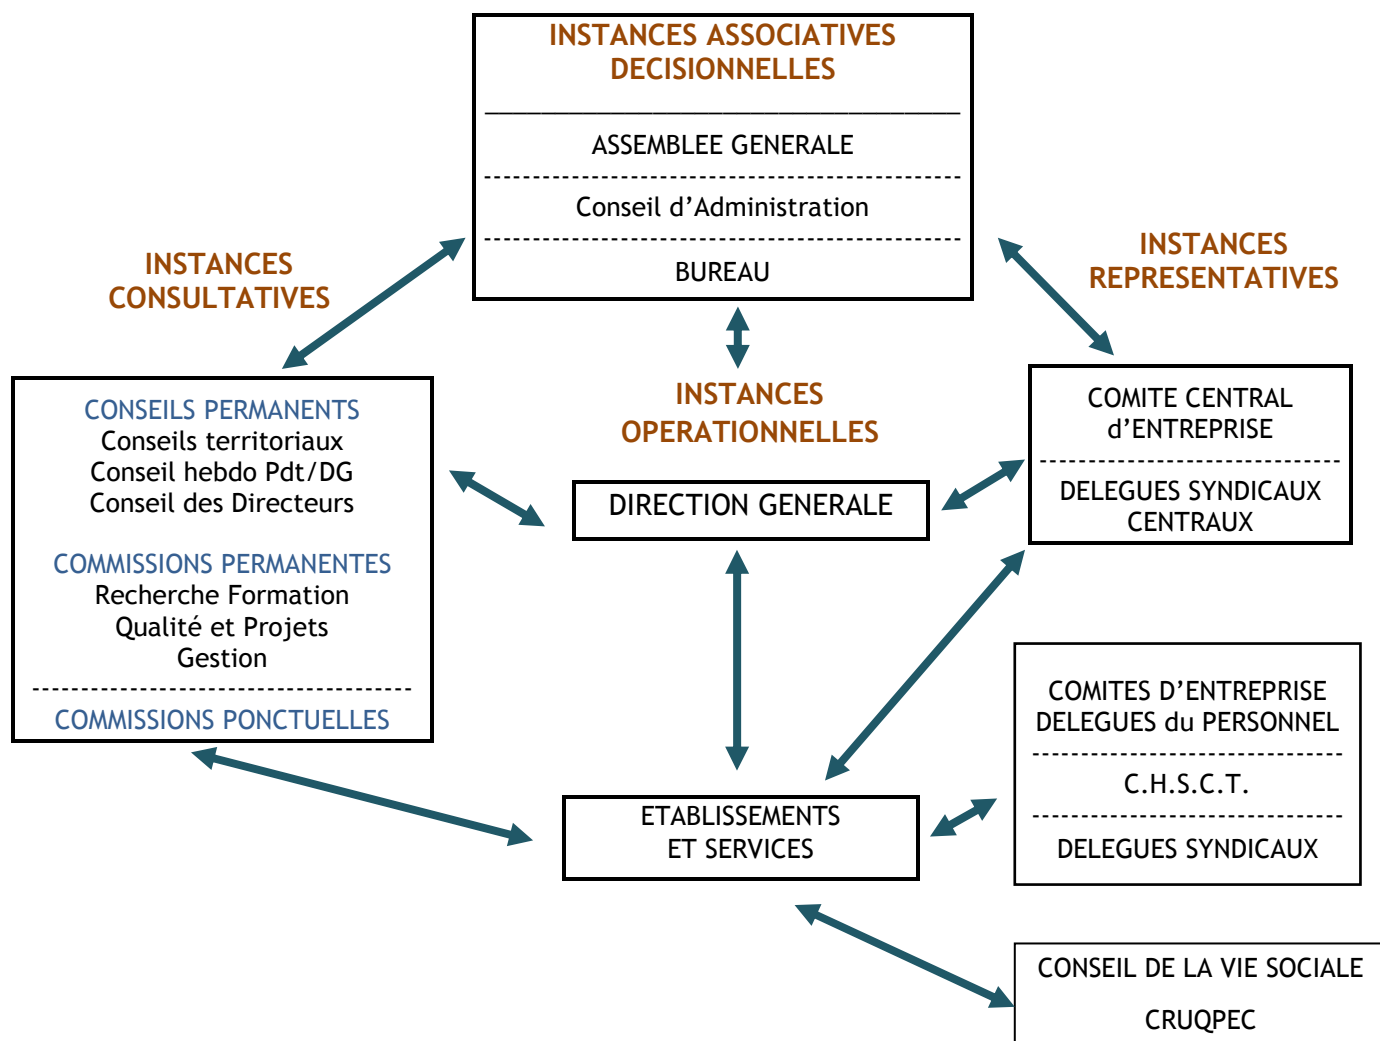 INSTANCES ASSOCIATIVES
DECISIONNELLES
ASSEMBLEE GENERALE
Conseil d’Administration
BUREAU
INSTANCES
CONSULTATIVES
INSTANCES
REPRESENTATIVES
CONSEILS PERMANENTS
Conseils territoriaux
Conseil hebdo Pdt/DG
Conseil des Directeurs
COMMISSIONS PERMANENTES
Recherche Formation
Qualité et Projets
Gestion
COMMISSIONS PONCTUELLES
INSTANCES
OPERATIONNELLES
DIRECTION GENERALE
COMITE CENTRAL
d’ENTREPRISE
DELEGUES SYNDICAUX
CENTRAUX
COMITES D’ENTREPRISE
DELEGUES du PERSONNEL
C.H.S.C.T.
DELEGUES SYNDICAUX
ETABLISSEMENTS
ET SERVICES
CONSEIL DE LA VIE SOCIALE
CRUQPEC